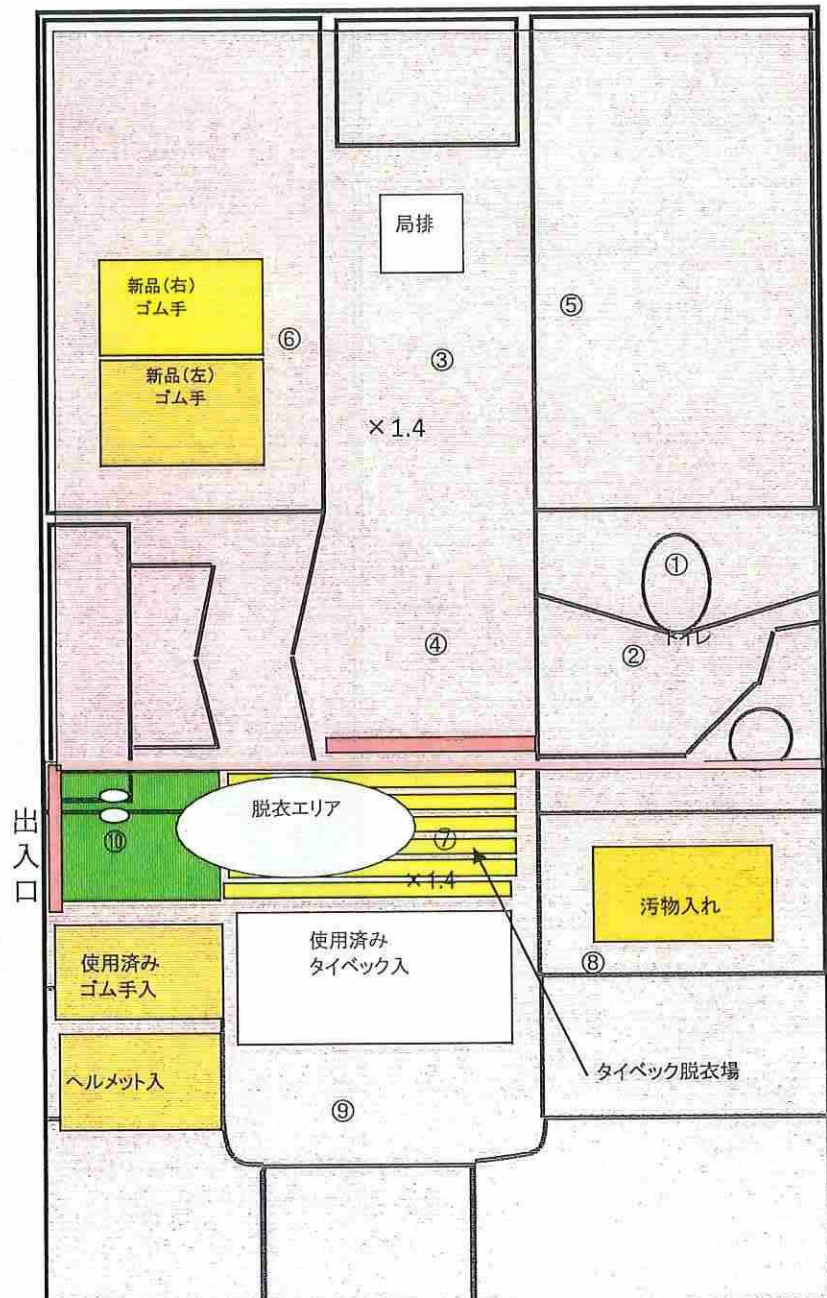 局排
新品(右)
ゴム手
⑥
⑤
③
新品(左)
ゴム手
×1.4
①
④
②
トイレ
出入口
脱衣エリア
⑩
⑦
×1.4
汚物入れ
使用済み
ゴム手入
使用済み
タイベック入
⑧
ヘルメット入
タイベック脱衣場
⑨